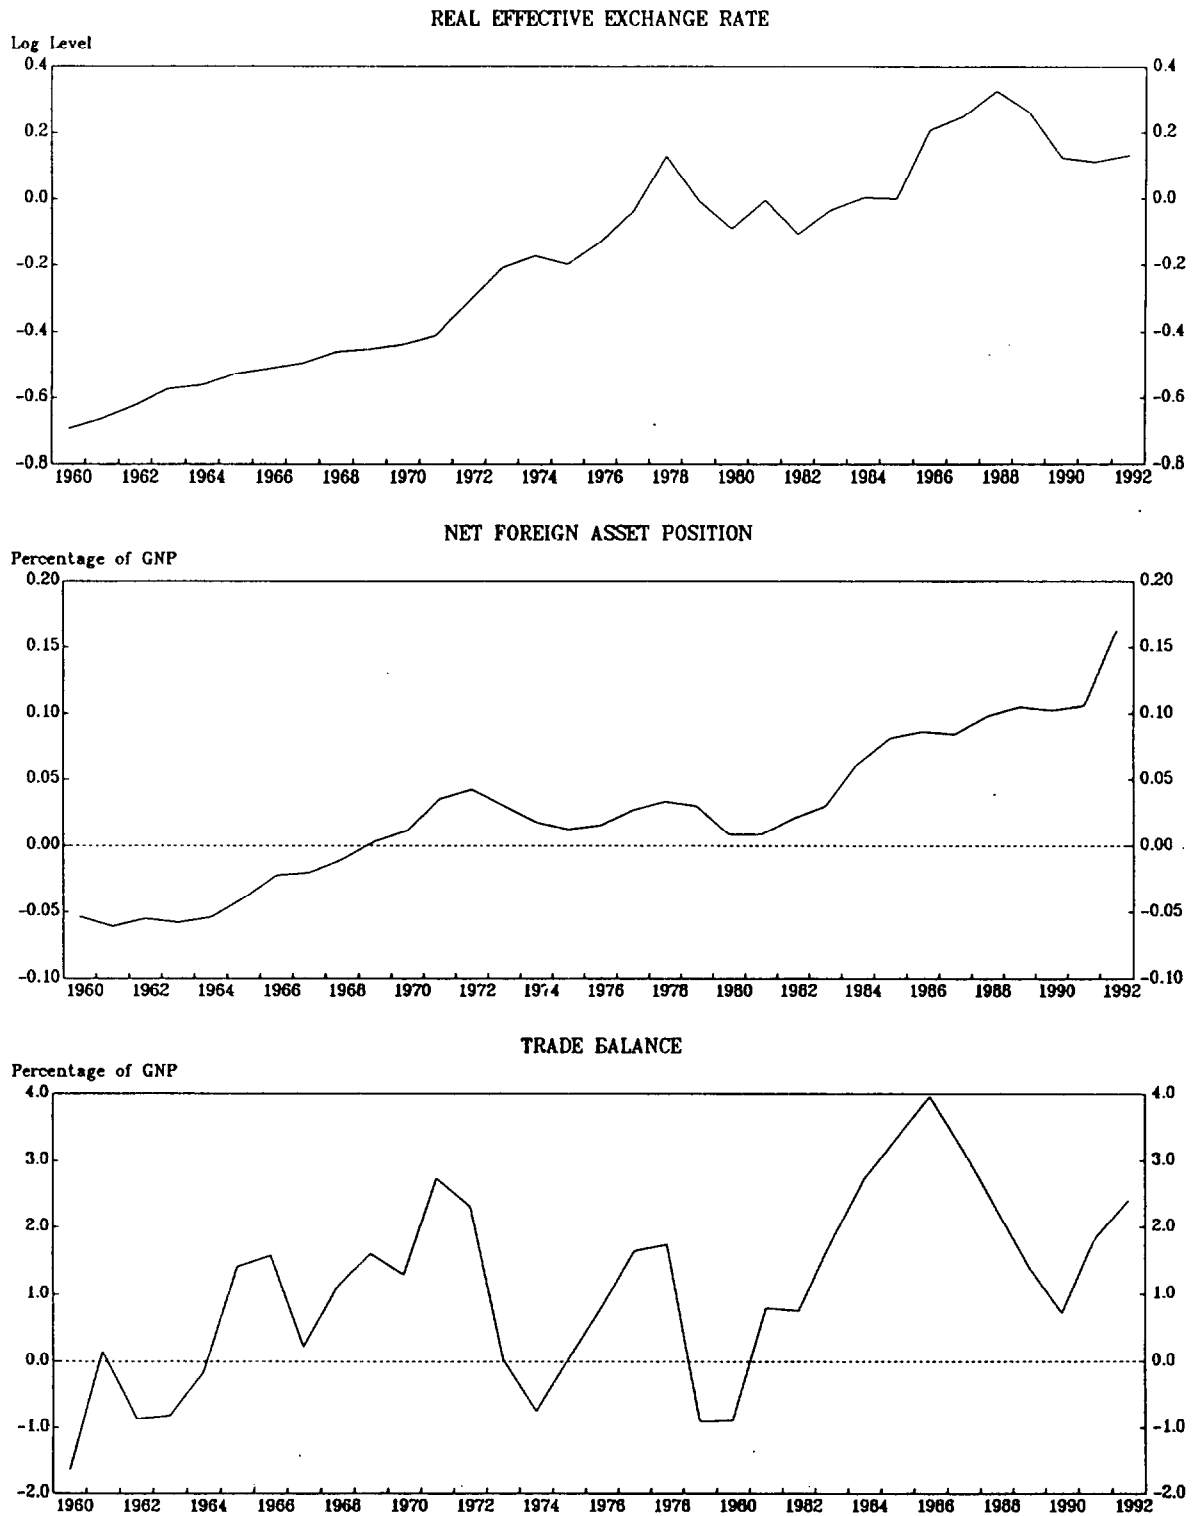 REAL EFFECTIVE EXCHANGE RATE
Log Level
0.4 0.4
0.2 0.2
0.0 0.0
-0.2 -0.2
-0.4 -0.4
-0.6 -0.6
-0.8 -0.8
1960 1962 1964 1966 1968 1970 1972 1974 1976 1978 1980 1982 1984 1986 1988 1990 1992
NET FOREIGN ASSET POSITION
Percentage of GNP
0.20 0.20
0.15 0.15
0.10 0.10
0.05 0.05
0.00 0.00
-0.05 -0.05
-0.10 -0.10
1960 1962 1964 1966 1968 1970 1972 1974 1976 1978 1980 1982 1984 1986 1988 1990 1992
TRADE BALANCE
Percentage of GNP
4.0 4.0
3.0 3.0
2.0 2.0
1.0 1.0
0.0 0.0
-1.0 -1.0
-2.0 -2.0
1960 1962 1964 1966 1968 1970 1972 1974 1976 1978 1980 1982 1984 1986 1988 1990 1992